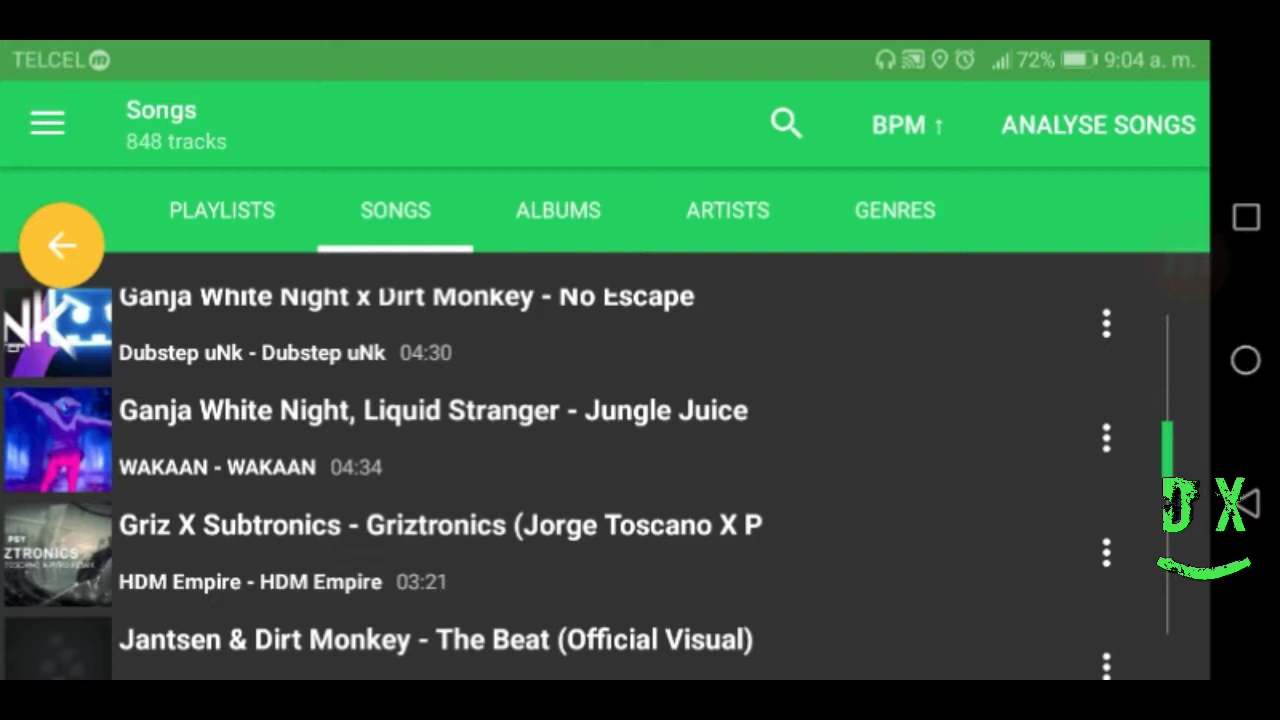 TELCEL 72% 9:04 a. m.
Songs
848 tracks
BPM ↑
ANALYSE SONGS
PLAYLISTS SONGS ALBUMS ARTISTS GENRES
Ganja White Night x Dirt Monkey - No Escape
Dubstep uNk - Dubstep uNk 04:30
Ganja White Night, Liquid Stranger - Jungle Juice
WAKAAN - WAKAAN 04:34
Griz X Subtronics - Griztronics (Jorge Toscano X P
PSY
ZTRONICS
HDM Empire - HDM Empire 03:21
Jantsen & Dirt Monkey - The Beat (Official Visual)
NK
D X